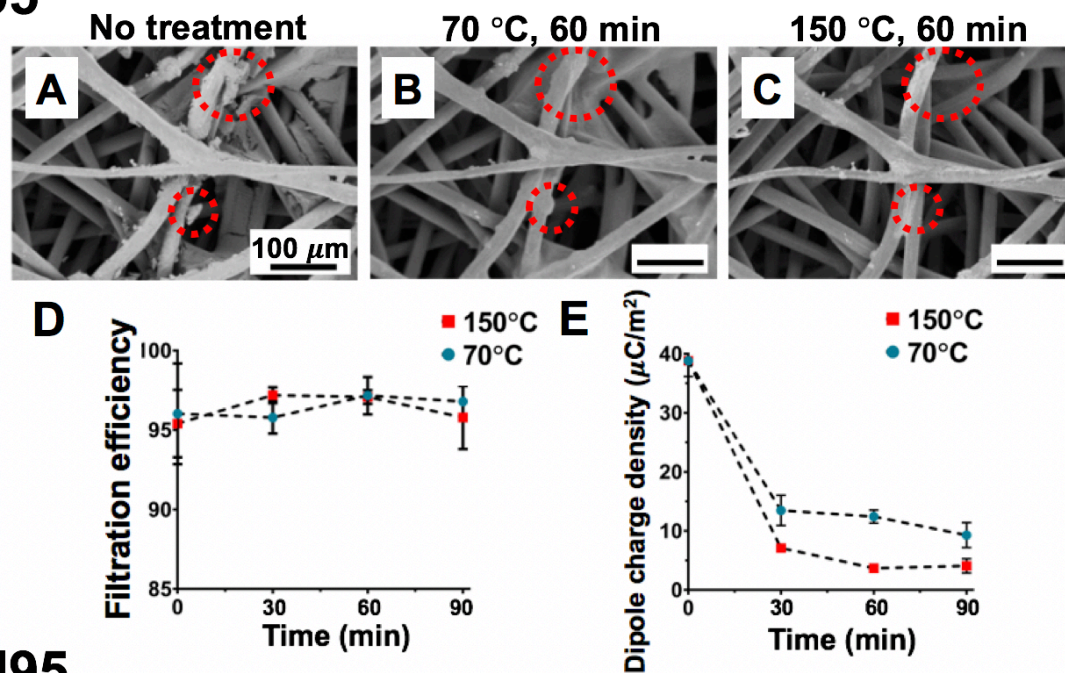 No treatment
70 °C, 60 min
150 °C, 60 min
A
B
C
100 μm
D
150°C
70°C
Filtration efficiency
100
95
90
85
0 30 60 90
Time (min)
E
150°C
70°C
Dipole charge density (μC/m²)
40
30
20
10
0
0 30 60 90
Time (min)